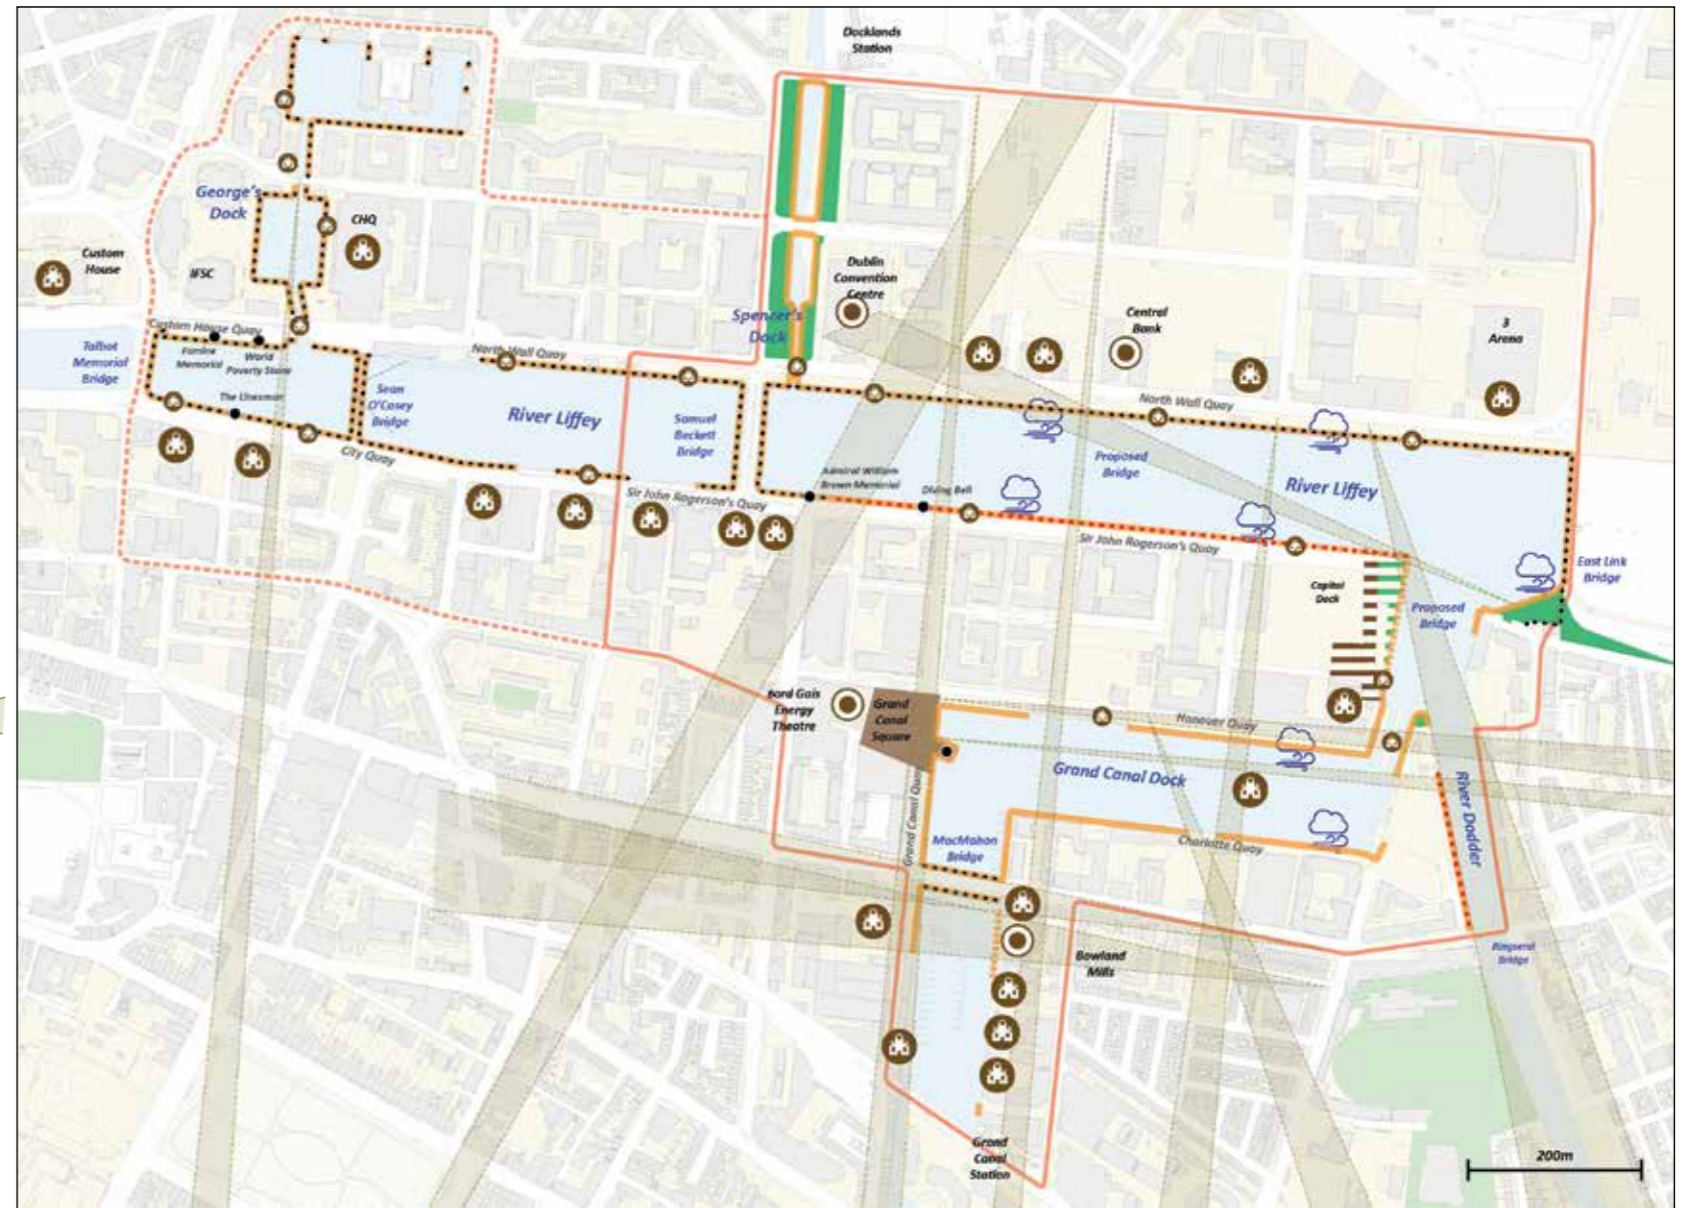 Docklands
Station
George's
Dock
CHQ
Custom
House
IFSC
Dublin
Convention
Centre
Central
Bank
3
Arena
Spencer's
Dock
Custom House Quay
Talbot
Memorial
Bridge
Famine
Memorial
World
Poverty Stone
North Wall Quay
The Linesman
Sean
O'Casey
Bridge
River Liffey
Samuel
Beckett
Bridge
North Wall Quay
City Quay
Proposed
Bridge
River Liffey
Admiral William
Brown Memorial
Diving Bell
Sir John Rogerson's Quay
Sir John Rogerson's Quay
East Link
Bridge
Capital
Dock
Proposed
Bridge
Bord Gais
Energy
Theatre
Grand
Canal
Square
Hanover Quay
Grand Canal Dock
Grand Canal Quay
River Dodder
MacMahon
Bridge
Charlotte Quay
Bowland
Mills
Ringsend
Bridge
Grand
Canal
Station
200m